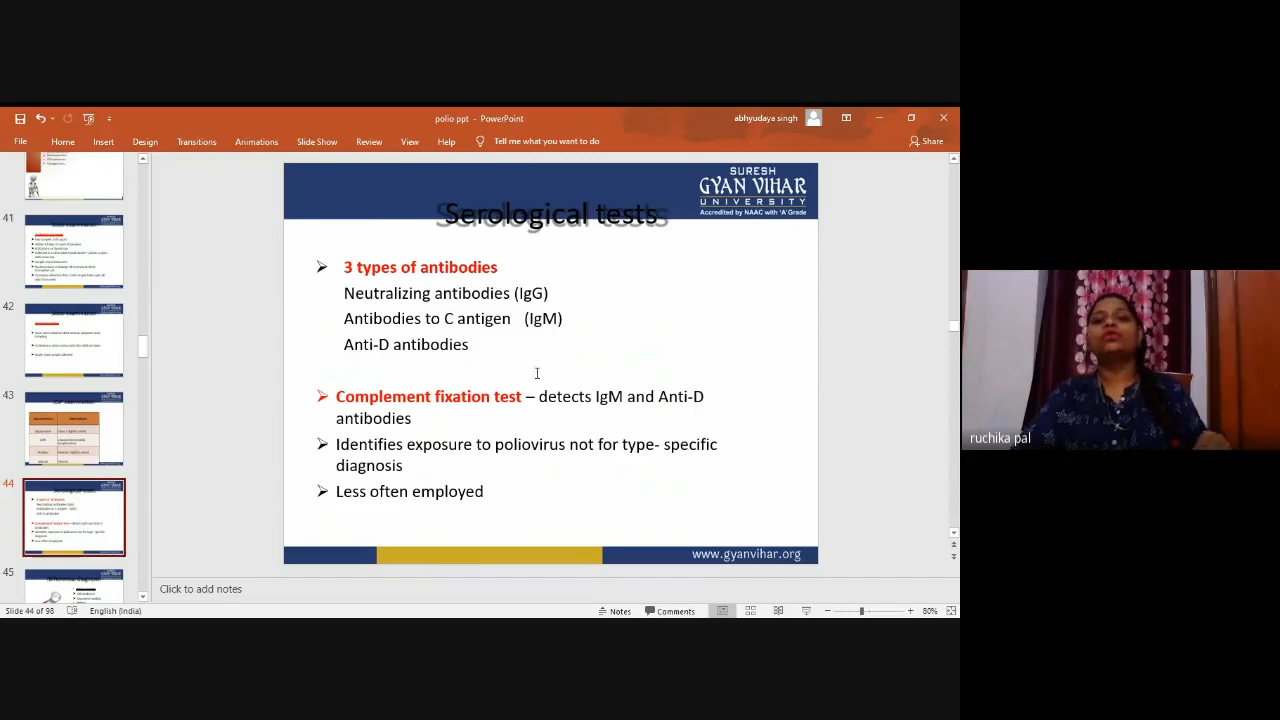 polio ppt - PowerPoint
abhyudaya singh
File Home Insert Design Transitions Animations Slide Show Review View Help Tell me what you want to do
Share
41
42
43
44
45
SURESH
GYAN VIHAR
UNIVERSITY
Accredited by NAAC with 'A' Grade
Serological tests
3 types of antibodies
Neutralizing antibodies (IgG)
Antibodies to C antigen (IgM)
Anti-D antibodies
Complement fixation test – detects IgM and Anti-D
antibodies
Identifies exposure to poliovirus not for type- specific
diagnosis
Less often employed
www.gyanvihar.org
Click to add notes
Slide 44 of 98 English (India) Notes Comments 80%
ruchika pal